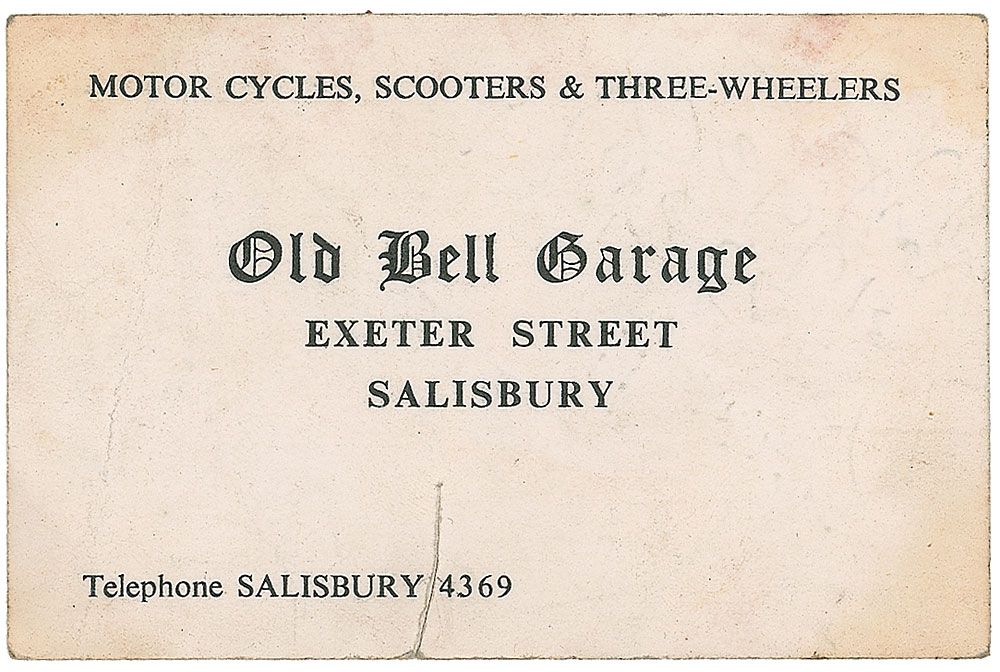 MOTOR CYCLES, SCOOTERS & THREE-WHEELERS
Old Bell Garage
EXETER STREET
SALISBURY
Telephone SALISBURY 4369